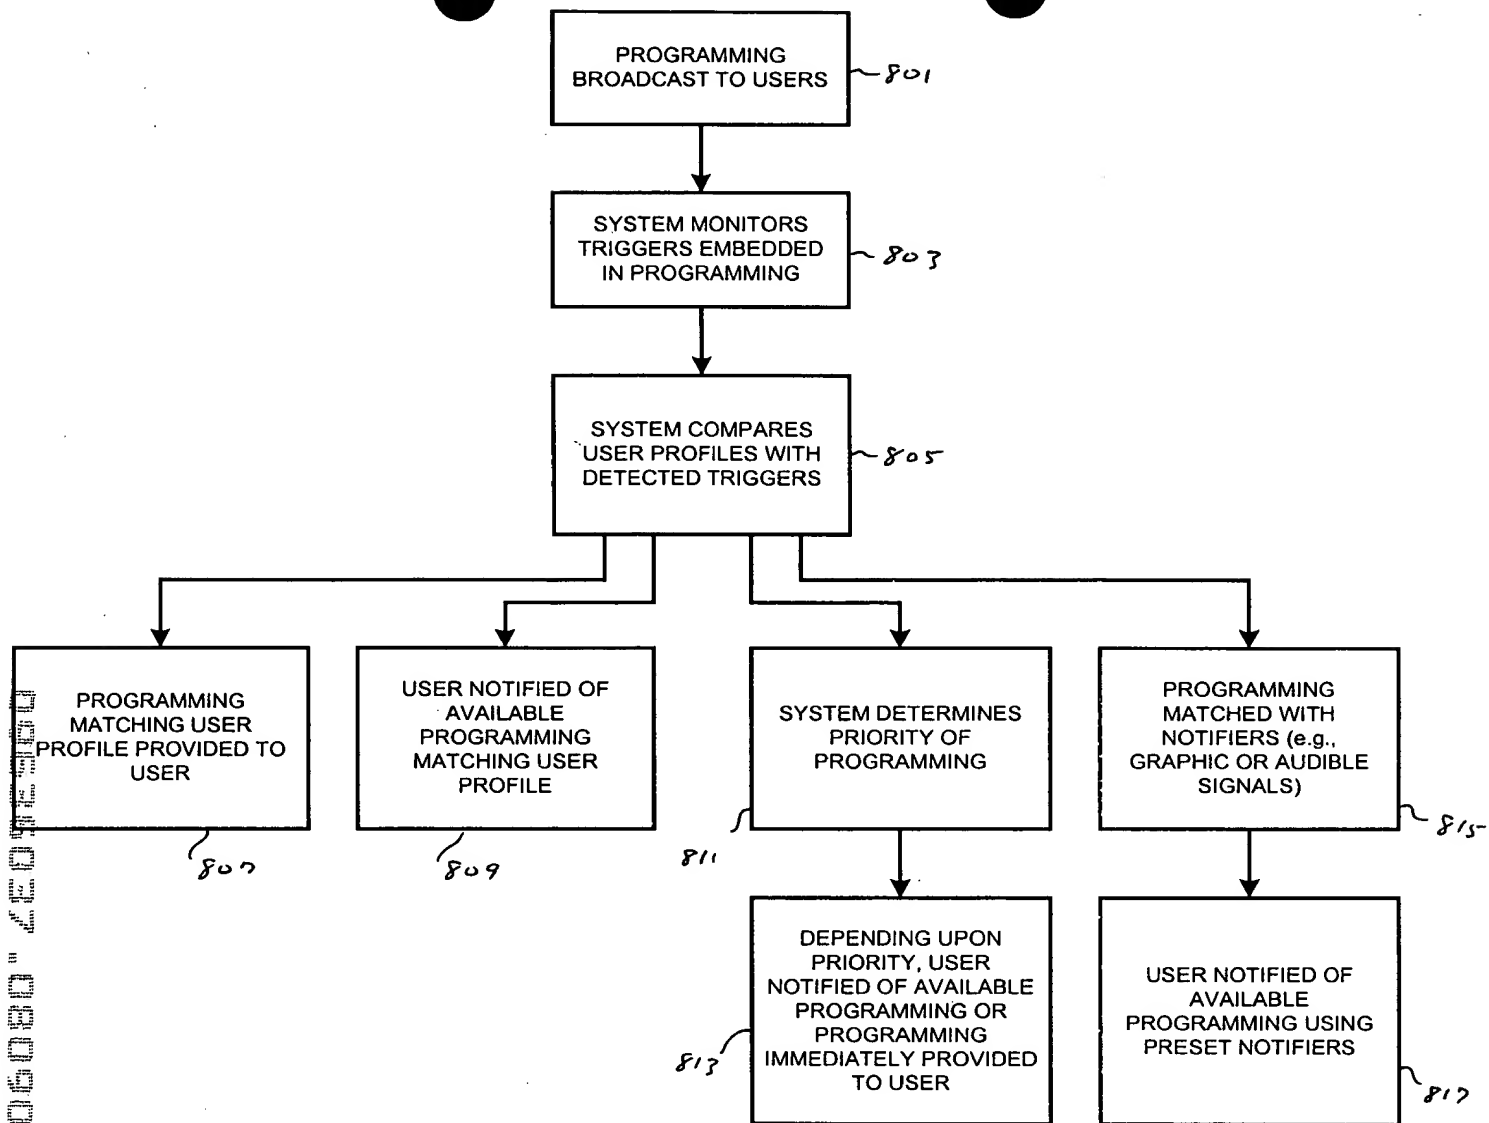 PROGRAMMING
BROADCAST TO USERS
801
SYSTEM MONITORS
TRIGGERS EMBEDDED
IN PROGRAMMING
803
SYSTEM COMPARES
USER PROFILES WITH
DETECTED TRIGGERS
805
PROGRAMMING
MATCHING USER
PROFILE PROVIDED TO
USER
807
USER NOTIFIED OF
AVAILABLE
PROGRAMMING
MATCHING USER
PROFILE
809
SYSTEM DETERMINES
PRIORITY OF
PROGRAMMING
811
PROGRAMMING
MATCHED WITH
NOTIFIERS (e.g.,
GRAPHIC OR AUDIBLE
SIGNALS)
815
DEPENDING UPON
PRIORITY, USER
NOTIFIED OF AVAILABLE
PROGRAMMING OR
PROGRAMMING
IMMEDIATELY PROVIDED
TO USER
813
USER NOTIFIED OF
AVAILABLE
PROGRAMMING USING
PRESET NOTIFIERS
817